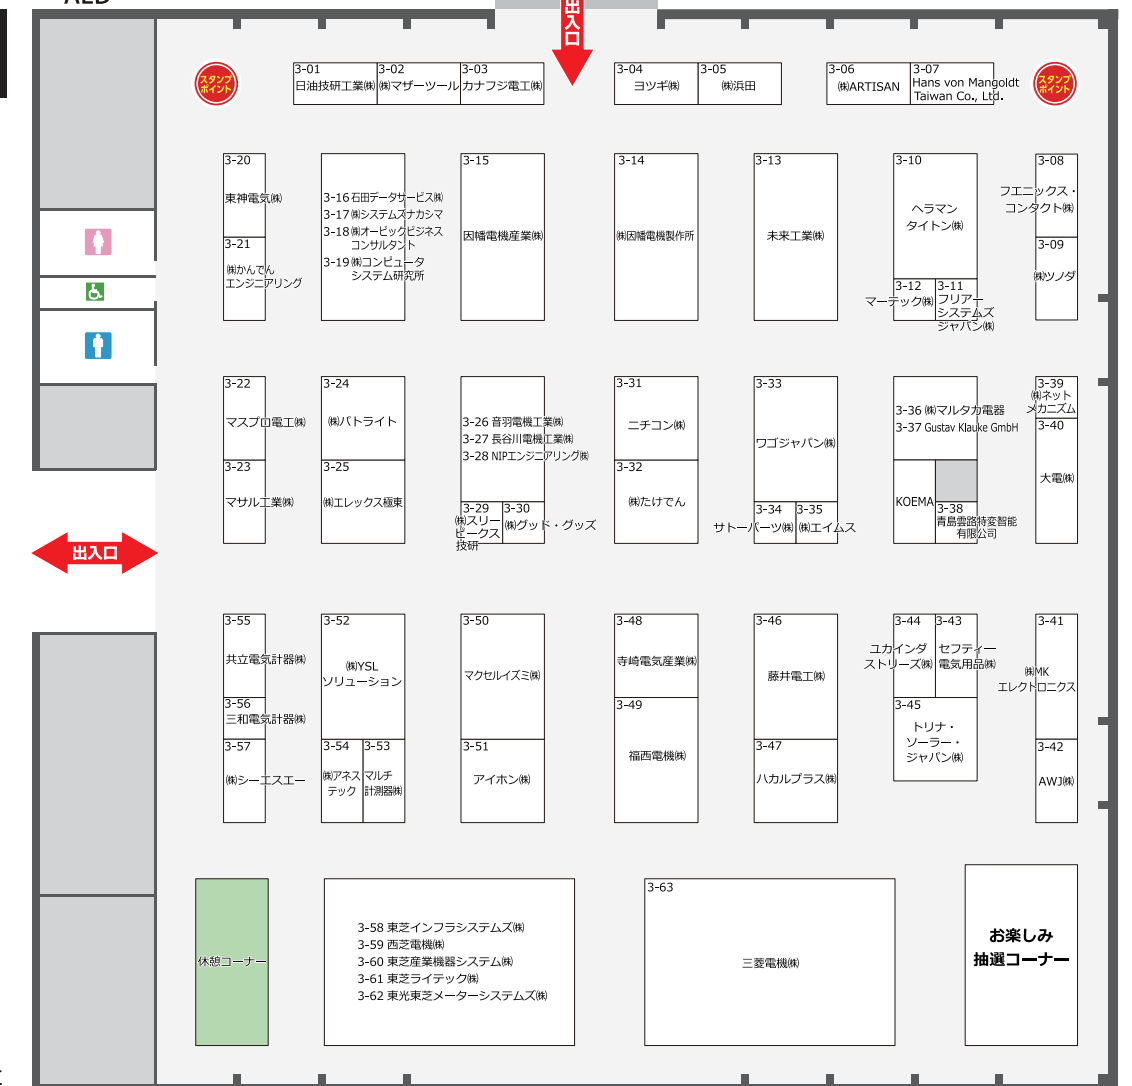 AED
出入口
スタンプ
ポイント
3-01
日油技研工業㈱
3-02
㈱マザーツール
3-03
カナフジ電工㈱
3-04
ヨツギ㈱
3-05
㈱浜田
3-06
㈱ARTISAN
3-07
Hans von Mangoldt
Taiwan Co., Ltd.
スタンプ
ポイント
3-20
東神電気㈱
3-21
㈱かんでん
エンジニアリング
3-16 石田データサービス㈱
3-17 ㈱システムズナカシマ
3-18 ㈱オービックビジネス
コンサルタント
3-19 ㈱コンピュータ
システム研究所
3-15
因幡電機産業㈱
3-14
㈱因幡電機製作所
3-13
未来工業㈱
3-10
ヘラマン
タイトン㈱
3-12
マーテック㈱
3-11
フリアー
システムズ
ジャパン㈱
3-08
フエニックス・
コンタクト㈱
3-09
㈱ツノダ
3-22
マスプロ電工㈱
3-23
マサル工業㈱
3-24
㈱パトライト
3-25
㈱エレックス極東
3-26 音羽電機工業㈱
3-27 長谷川電機工業㈱
3-28 NIPエンジニアリング㈱
3-29
㈱スリー
ピークス
技研
3-30
㈱グッド・グッズ
3-31
ニチコン㈱
3-32
㈱たけでん
3-33
ワゴジャパン㈱
3-34
サトーパーツ㈱
3-35
㈱エイムス
3-36 ㈱マルタカ電器
3-37 Gustav Klauke GmbH
KOEMA
3-38
青島雲路特変智能
有限公司
3-39
㈱ネット
メカニズム
3-40
大電㈱
出入口
3-55
共立電気計器㈱
3-56
三和電気計器㈱
3-57
㈱シーエスエー
3-52
㈱YSL
ソリューション
3-54
㈱アネス
テック
3-53
マルチ
計測器㈱
3-50
マクセルイズミ㈱
3-51
アイホン㈱
3-48
寺崎電気産業㈱
3-49
福西電機㈱
3-46
藤井電工㈱
3-47
ハカルプラス㈱
3-44
ユカインダ
ストリーズ㈱
3-43
セフティー
電気用品㈱
3-45
トリナ・
ソーラー・
ジャパン㈱
3-41
㈱MK
エレクトロニクス
3-42
AWJ㈱
休憩コーナー
3-58 東芝インフラシステムズ㈱
3-59 西芝電機㈱
3-60 東芝産業機器システム㈱
3-61 東芝ライテック㈱
3-62 東光東芝メーターシステムズ㈱
3-63
三菱電機㈱
お楽しみ
抽選コーナー